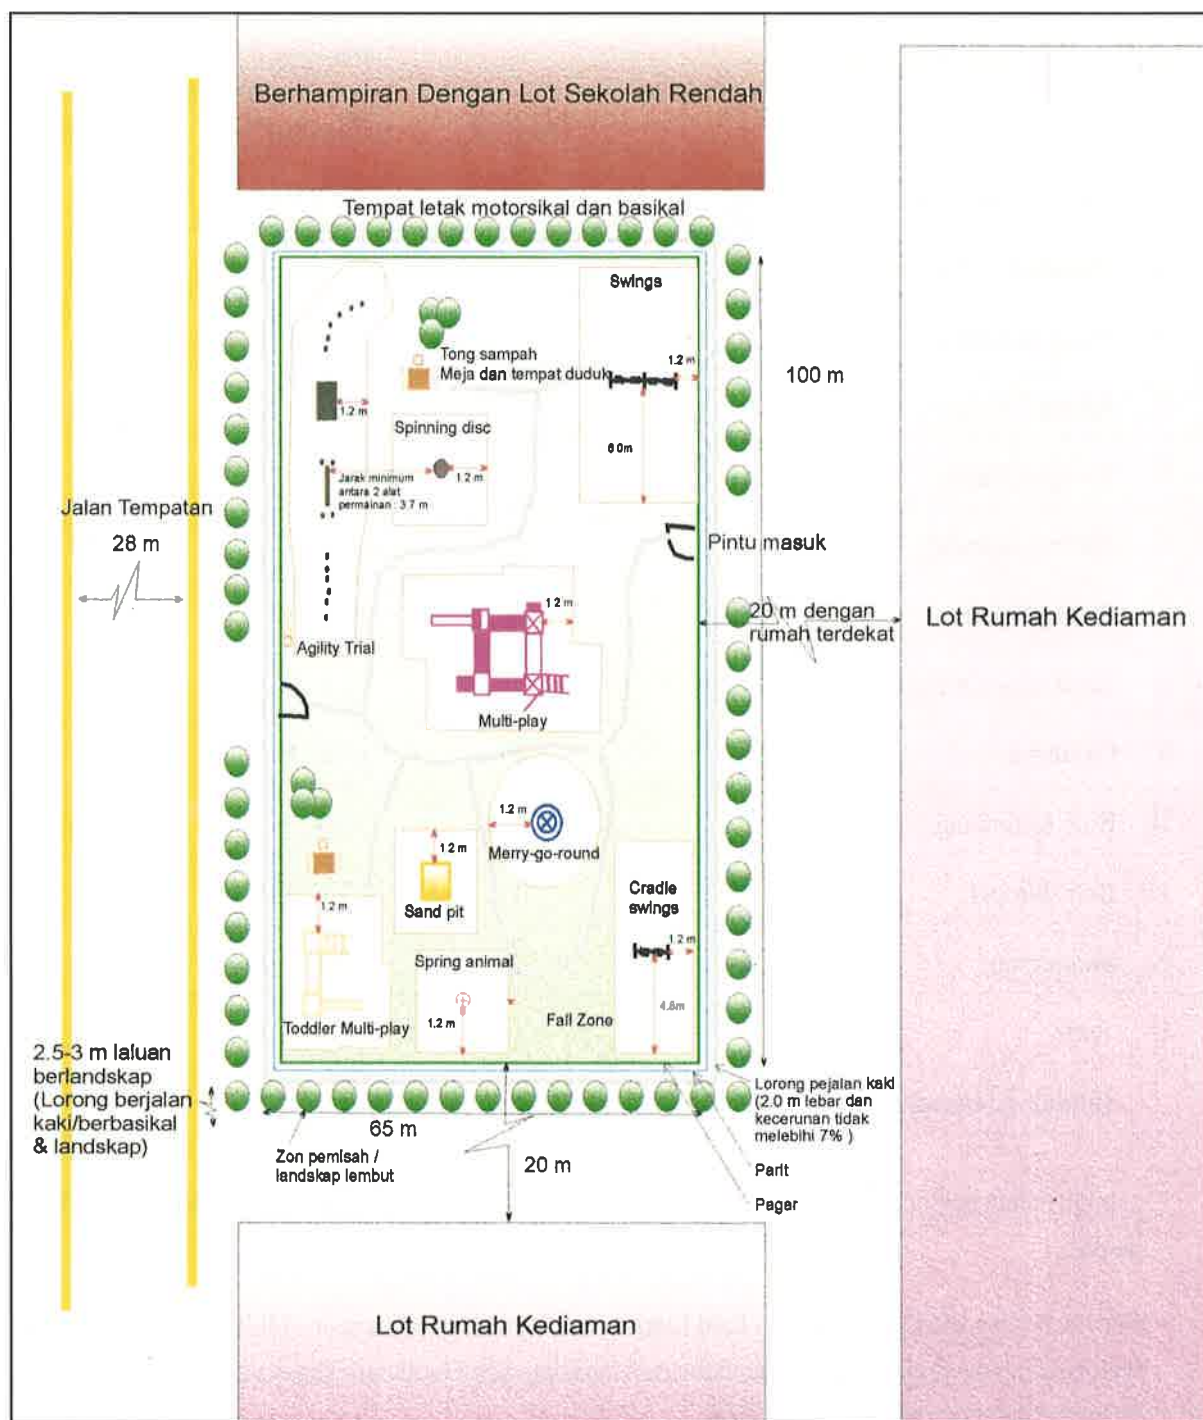 Berhampiran Dengan Lot Sekolah Rendah
Tempat letak motorsikal dan basikal
Swings
Tong sampah
Meja dan tempat duduk
1.2 m
100 m
1.2 m
Spinning disc
6.0m
Jarak minimum
antara 2 alat
permainan : 3.7 m
1.2 m
Jalan Tempatan
28 m
Pintu masuk
1.2 m
20 m dengan
rumah terdekat
Lot Rumah Kediaman
Agility Trial
Multi-play
1.2 m
Merry-go-round
1.2 m
Sand pit
Cradle
swings
1.2 m
1.2 m
Spring animal
4.8m
1.2 m
Fall Zone
Toddler Multi-play
2.5-3 m laluan
berlandskap
(Lorong berjalan
kaki/berbasikal
& landskap)
65 m
Zon pemisah /
landskap lembut
20 m
Lorong pejalan kaki
(2.0 m lebar dan
kecerunan tidak
melebihi 7% )
Parit
Pagar
Lot Rumah Kediaman